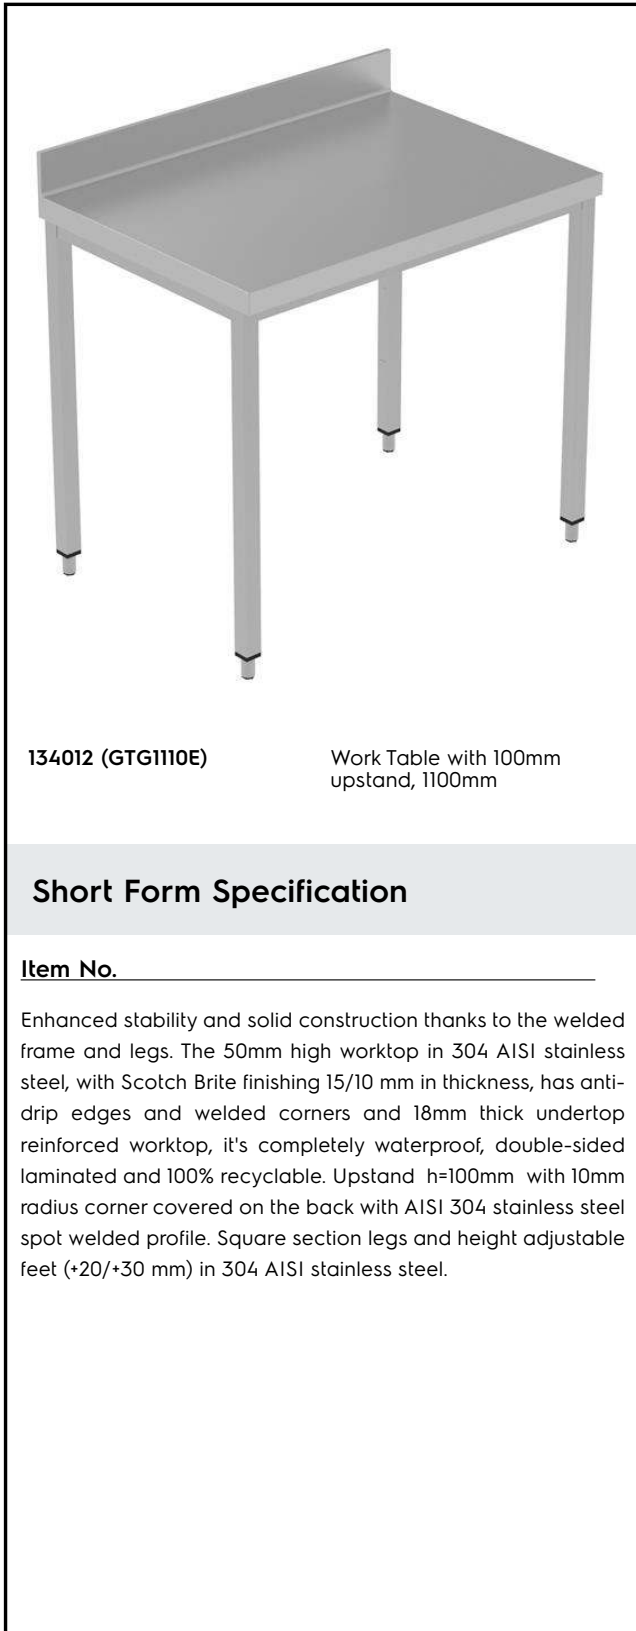 134012 (GTG1110E)
Work Table with 100mm
upstand, 1100mm
Short Form Specification
Item No.
Enhanced stability and solid construction thanks to the welded
frame and legs. The 50mm high worktop in 304 AISI stainless
steel, with Scotch Brite finishing 15/10 mm in thickness, has anti-
drip edges and welded corners and 18mm thick undertop
reinforced worktop, it's completely waterproof, double-sided
laminated and 100% recyclable. Upstand h=100mm with 10mm
radius corner covered on the back with AISI 304 stainless steel
spot welded profile. Square section legs and height adjustable
feet (+20/+30 mm) in 304 AISI stainless steel.